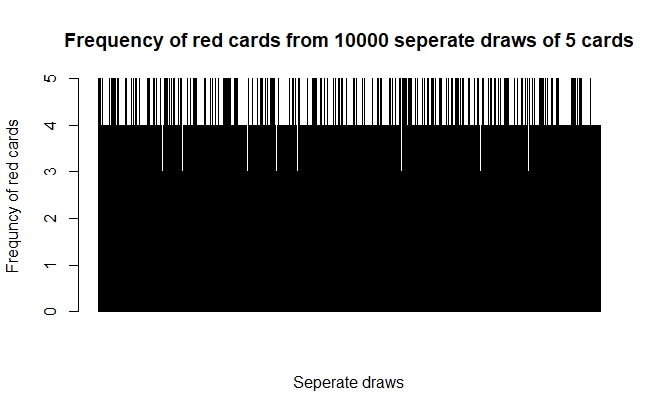 Frequency of red cards from 10000 seperate draws of 5 cards
5
4
3
2
1
0
Frequncy of red cards
Seperate draws